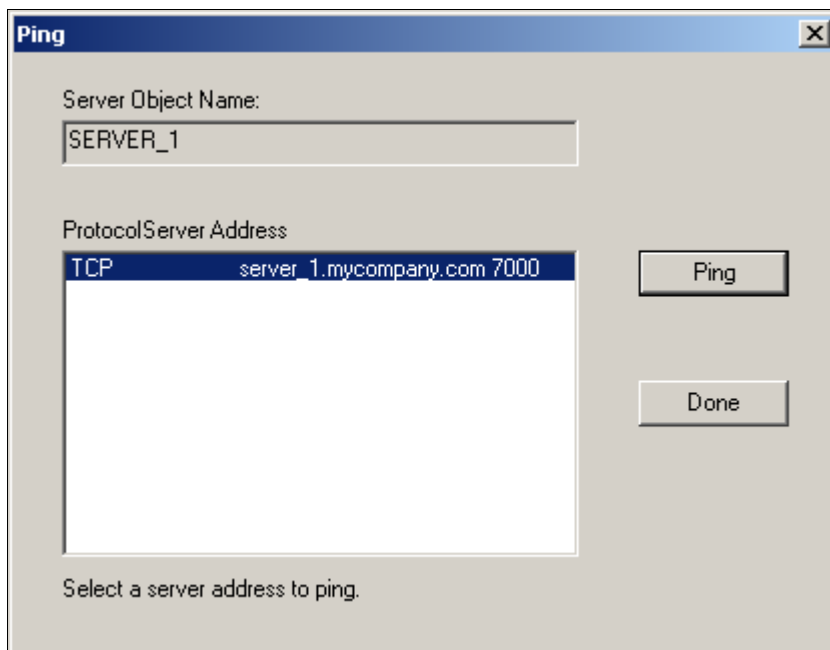 Ping
Server Object Name:
SERVER_1
ProtocolServer Address
TCP server_1.mycompany.com 7000
Ping
Done
Select a server address to ping.